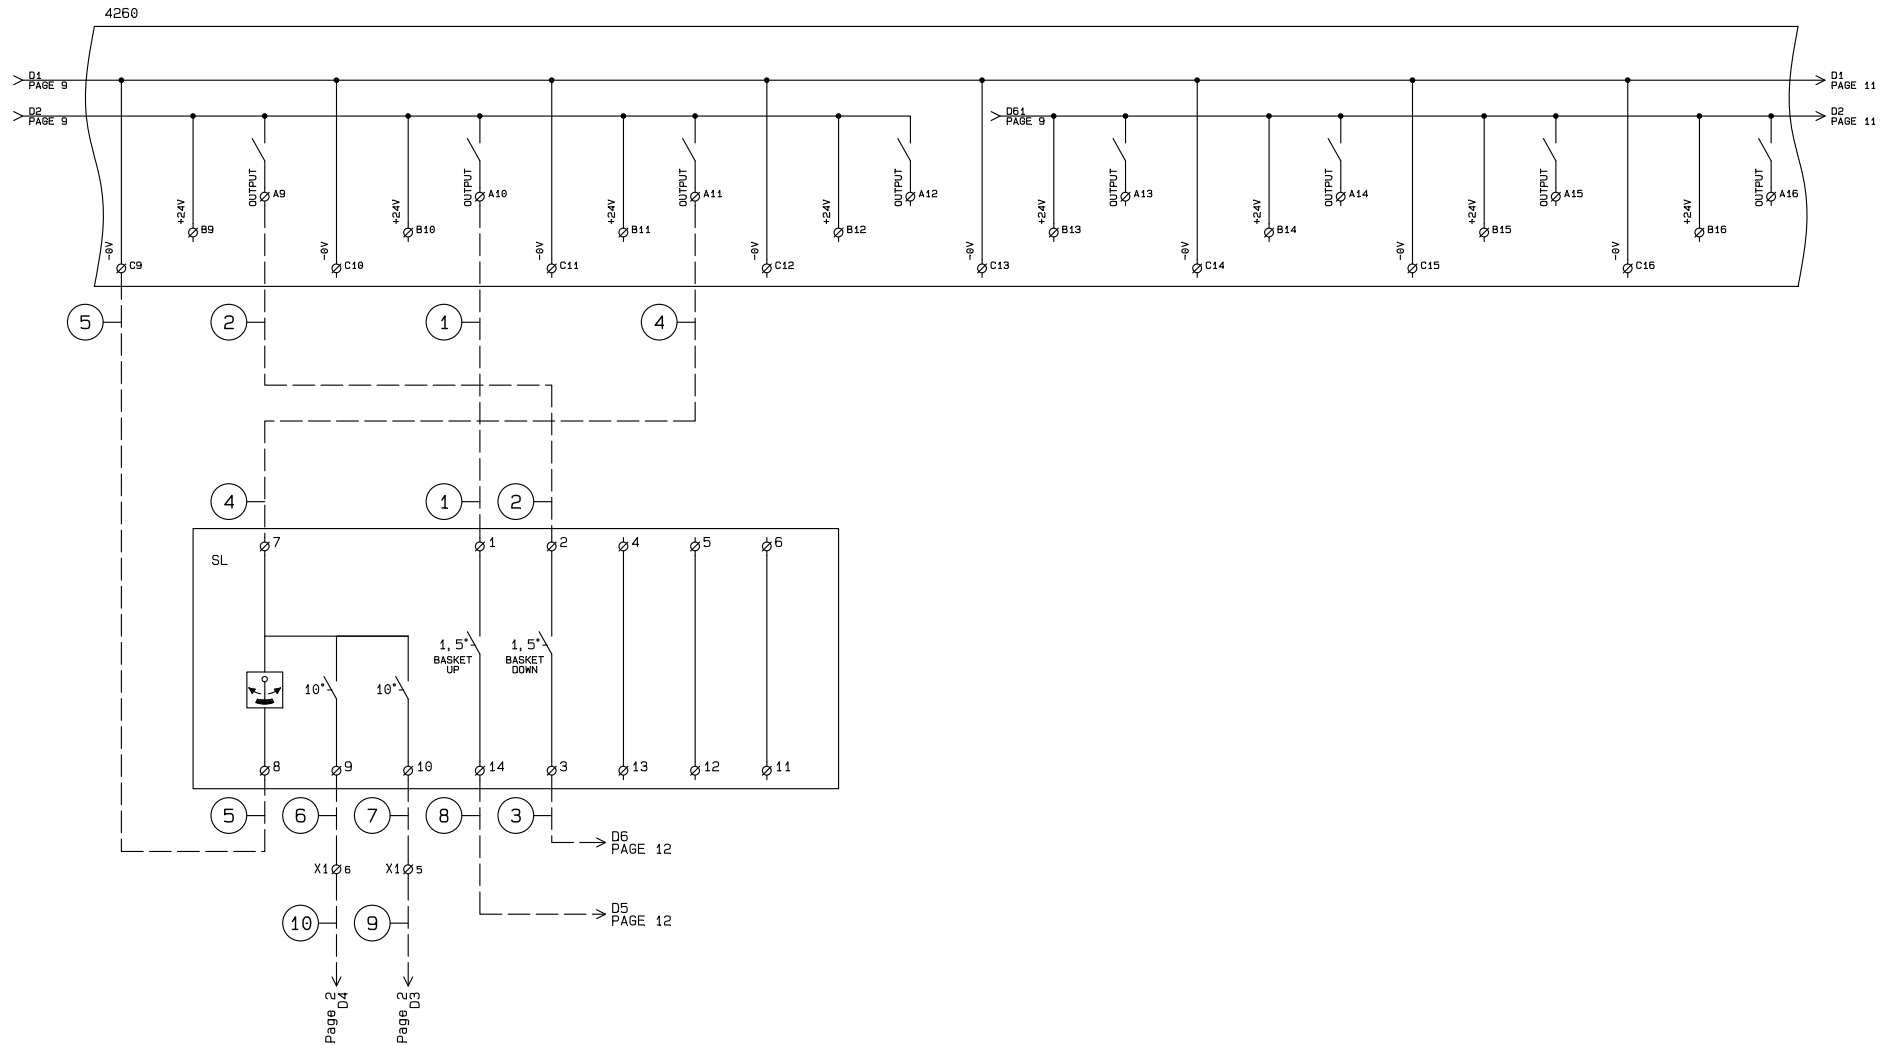 4260
D1
PAGE 9
D1
PAGE 11
D2
PAGE 9
D61
PAGE 9
D2
PAGE 11
OUTPUT A9
OUTPUT A10
OUTPUT A11
OUTPUT A12
OUTPUT A13
OUTPUT A14
OUTPUT A15
OUTPUT A16
+24V B9
+24V B10
+24V B11
+24V B12
+24V B13
+24V B14
+24V B15
+24V B16
-0V C9
-0V C10
-0V C11
-0V C12
-0V C13
-0V C14
-0V C15
-0V C16
5
2
1
4
4
1
2
SL
7
1
2
4
5
6
1,5°
BASKET
UP
1,5°
BASKET
DOWN
10°
10°
8
9
10
14
3
13
12
11
5
6
7
8
3
D6
PAGE 12
X1 6
X1 5
D5
PAGE 12
10
9
Page 2
D4
Page 2
D3